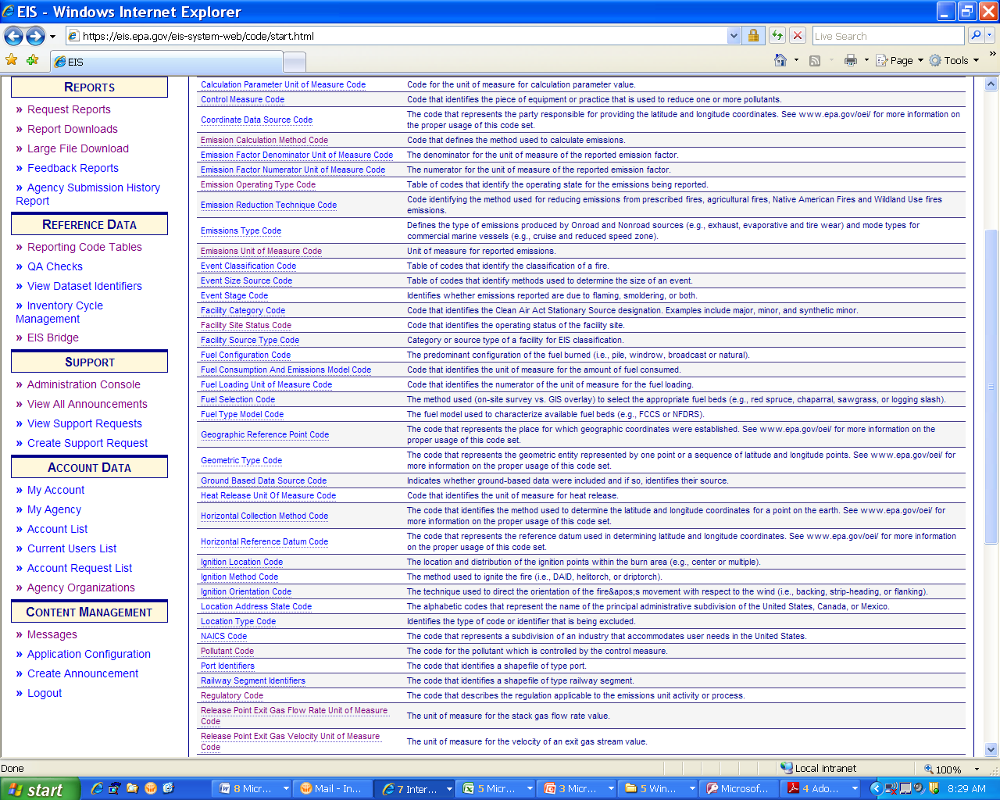 EIS - Windows Internet Explorer
https://eis.epa.gov/eis-system-web/code/start.html
Live Search
EIS
Page
Tools
REPORTS
» Request Reports
» Report Downloads
» Large File Download
» Feedback Reports
» Agency Submission History
Report
REFERENCE DATA
» Reporting Code Tables
» QA Checks
» View Dataset Identifiers
» Inventory Cycle
Management
» EIS Bridge
SUPPORT
» Administration Console
» View All Announcements
» View Support Requests
» Create Support Request
ACCOUNT DATA
» My Account
» My Agency
» Account List
» Current Users List
» Account Request List
» Agency Organizations
CONTENT MANAGEMENT
» Messages
» Application Configuration
» Create Announcement
» Logout
Calculation Parameter Unit of Measure Code Code for the unit of measure for calculation parameter value.
Control Measure Code Code that identifies the piece of equipment or practice that is used to reduce one or more pollutants.
Coordinate Data Source Code The code that represents the party responsible for providing the latitude and longitude coordinates. See www.epa.gov/oei/ for more information on
the proper usage of this code set.
Emission Calculation Method Code Code that defines the method used to calculate emissions.
Emission Factor Denominator Unit of Measure Code The denominator for the unit of measure of the reported emission factor.
Emission Factor Numerator Unit of Measure Code The numerator for the unit of measure of the reported emission factor.
Emission Operating Type Code Table of codes that identify the operating state for the emissions being reported.
Emission Reduction Technique Code Code identifying the method used for reducing emissions from prescribed fires, agricultural fires, Native American Fires and Wildland Use fires
emissions.
Emissions Type Code Defines the type of emissions produced by Onroad and Nonroad sources (e.g., exhaust, evaporative and tire wear) and mode types for
commercial marine vessels (e.g., cruise and reduced speed zone).
Emissions Unit of Measure Code Unit of measure for reported emissions.
Event Classification Code Table of codes that identify the classification of a fire.
Event Size Source Code Table of codes that identify methods used to determine the size of an event.
Event Stage Code Identifies whether emissions reported are due to flaming, smoldering, or both.
Facility Category Code Code that identifies the Clean Air Act Stationary Source designation. Examples include major, minor, and synthetic minor.
Facility Site Status Code Code that identifies the operating status of the facility site.
Facility Source Type Code Category or source type of a facility for EIS classification.
Fuel Configuration Code The predominant configuration of the fuel burned (i.e., pile, windrow, broadcast or natural).
Fuel Consumption And Emissions Model Code Code that identifies the unit of measure for the amount of fuel consumed.
Fuel Loading Unit of Measure Code Code that identifies the numerator of the unit of measure for the fuel loading.
Fuel Selection Code The method used (on-site survey vs. GIS overlay) to select the appropriate fuel beds (e.g., red spruce, chaparral, sawgrass, or logging slash).
Fuel Type Model Code The fuel model used to characterize available fuel beds (e.g., FCCS or NFDRS).
Geographic Reference Point Code The code that represents the place for which geographic coordinates were established. See www.epa.gov/oei/ for more information on the
proper usage of this code set.
Geometric Type Code The code that represents the geometric entity represented by one point or a sequence of latitude and longitude points. See www.epa.gov/oei/ for
more information on the proper usage of this code set.
Ground Based Data Source Code Indicates whether ground-based data were included and if so, identifies their source.
Heat Release Unit Of Measure Code Code that identifies the unit of measure for heat release.
Horizontal Collection Method Code The code that identifies the method used to determine the latitude and longitude coordinates for a point on the earth. See www.epa.gov/oei/ for
more information on the proper usage of this code set.
Horizontal Reference Datum Code The code that represents the reference datum used in determining latitude and longitude coordinates. See www.epa.gov/oei/ for more information
on the proper usage of this code set.
Ignition Location Code The location and distribution of the ignition points within the burn area (e.g., center or multiple).
Ignition Method Code The method used to ignite the fire (i.e., DAID, helitorch, or driptorch).
Ignition Orientation Code The technique used to direct the orientation of the fire&apos;s movement with respect to the wind (i.e., backing, strip-heading, or flanking).
Location Address State Code The alphabetic codes that represent the name of the principal administrative subdivision of the United States, Canada, or Mexico.
Location Type Code Identifies the type of code or identifier that is being excluded.
NAICS Code The code that represents a subdivision of an industry that accommodates user needs in the United States.
Pollutant Code The code for the pollutant which is controlled by the control measure.
Port Identifiers The code that identifies a shapefile of type port.
Railway Segment Identifiers The code that identifies a shapefile of type railway segment.
Regulatory Code The code that describes the regulation applicable to the emissions unit activity or process.
Release Point Exit Gas Flow Rate Unit of Measure
Code The unit of measure for the stack gas flow rate value.
Release Point Exit Gas Velocity Unit of Measure
Code The unit of measure for the velocity of an exit gas stream value.
Done
Local intranet
100%
start
8 Micr...
Mail - In...
7 Inter...
5 Micr...
3 Micr...
5 Win...
Microsof...
4 Ado...
8:29 AM